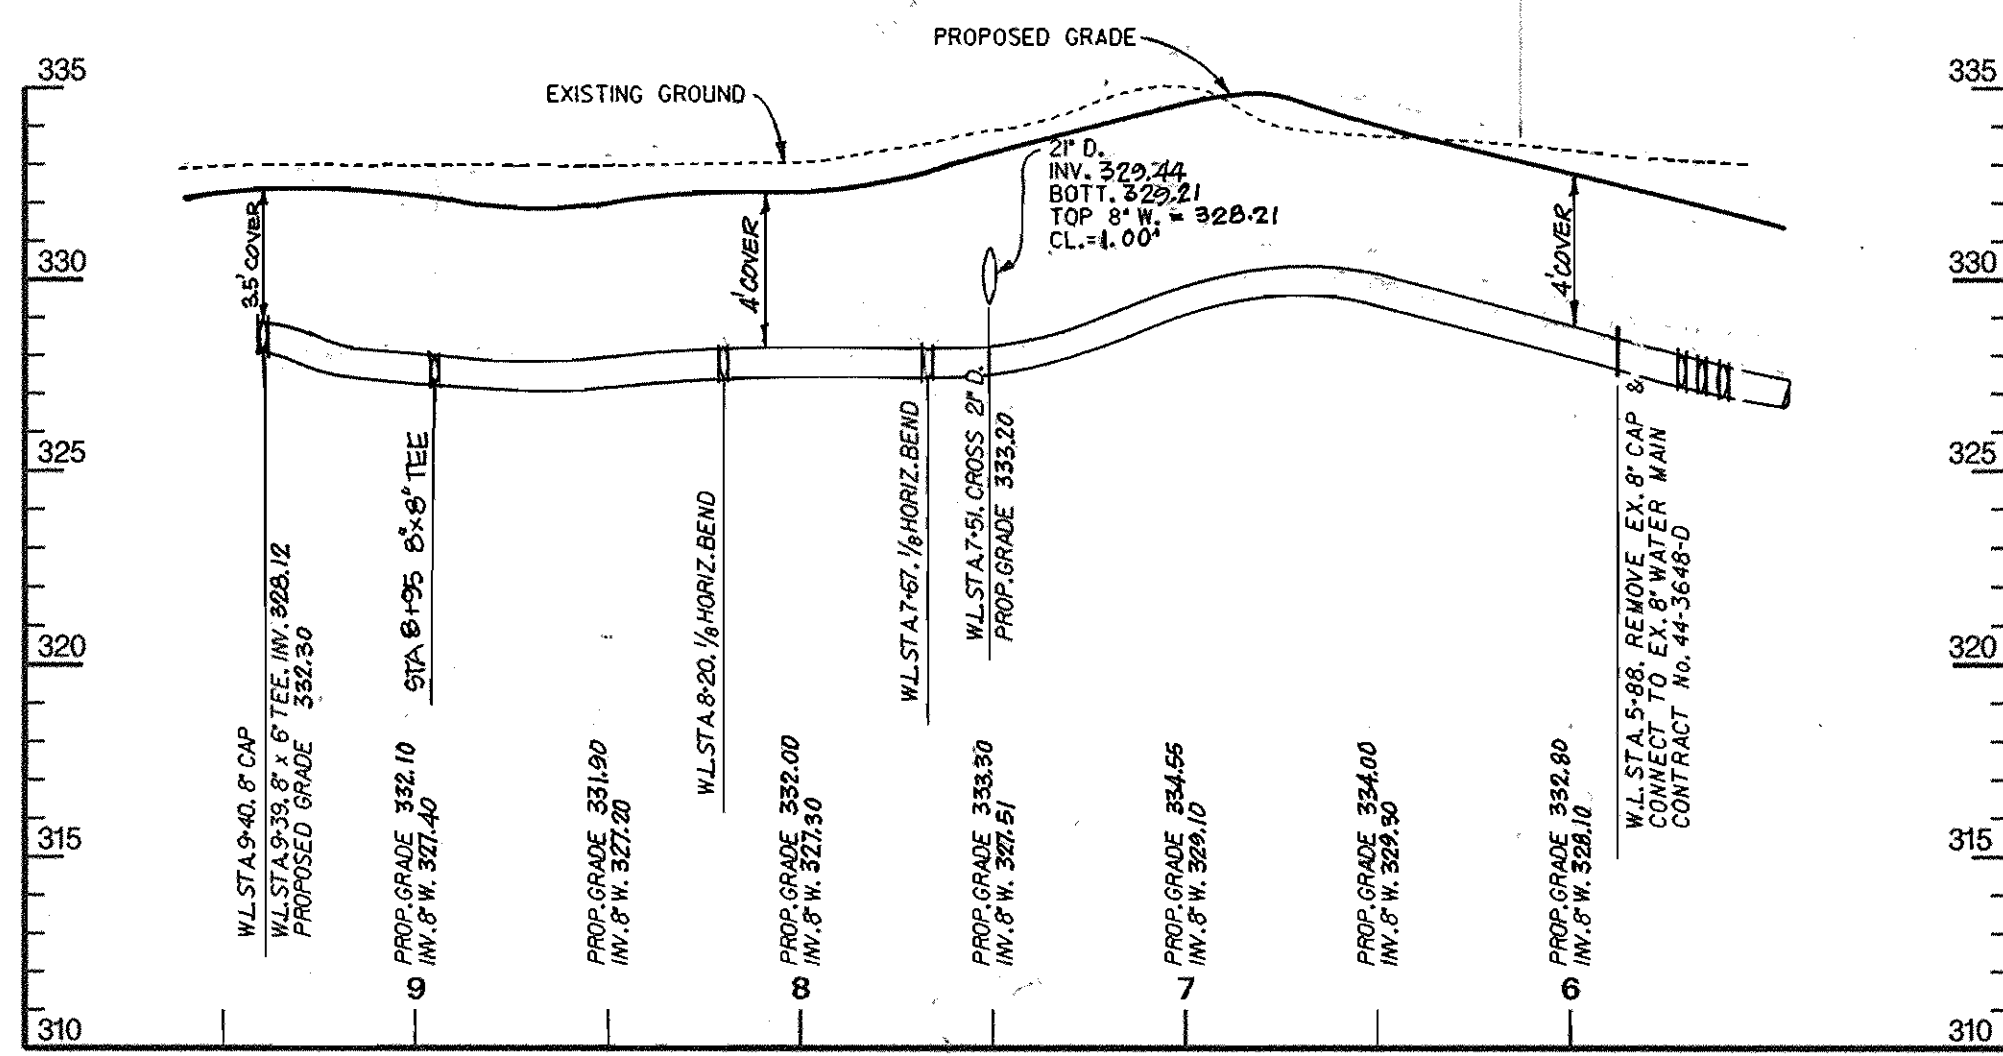 PROPOSED GRADE
EXISTING GROUND
335
335
330
330
325
325
320
320
315
315
310
310
21" D.
INV. 329.44
BOTT. 329.21
TOP 8" W. = 328.21
CL.=1.00'
3.5' COVER
4' COVER
4' COVER
W.L.STA.9+40. 8" CAP
W.L.STA.9+39. 8" x 6" TEE. INV. 328.12
PROPOSED GRADE 332.30
STA 8+95 8"x8" TEE
W.L.STA.8+20. 1/8 HORIZ.BEND
W.L.STA.7+67. 1/8 HORIZ.BEND
W.L.STA.7+51. CROSS 21" D.
PROP.GRADE 333.20
W.L.STA.5+88. REMOVE EX. 8" CAP &
CONNECT TO EX. 8" WATER MAIN
CONTRACT No. 44-3648-D
PROP.GRADE 332.10
INV.8" W. 327.40
PROP.GRADE 331.90
INV.8" W. 327.20
PROP.GRADE 332.00
INV.8" W. 327.30
PROP.GRADE 333.30
INV.8" W. 327.51
PROP.GRADE 334.55
INV.8" W. 329.10
PROP.GRADE 334.00
INV.8" W. 329.30
PROP.GRADE 332.80
INV.8" W. 328.10
9
8
7
6